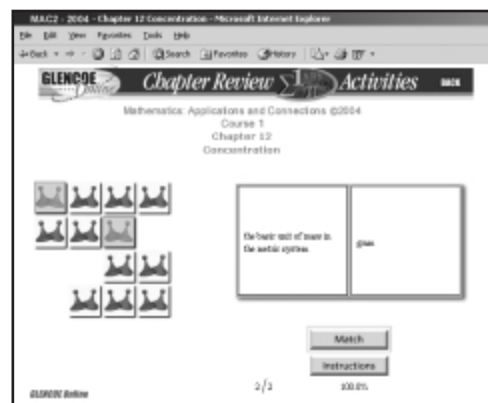 MAC2 - 2004 - Chapter 12 Concentration - Microsoft Internet Explorer
File Edit View Favorites Tools Help
Back Search Favorites History
GLENCOE Online Chapter Review Activities BACK
Mathematics: Applications and Connections ©2004
Course 1
Chapter 12
Concentration
the basic unit of mass in
the metric system
gram
Match
Instructions
2/2 100.0%
GLENCOE Online